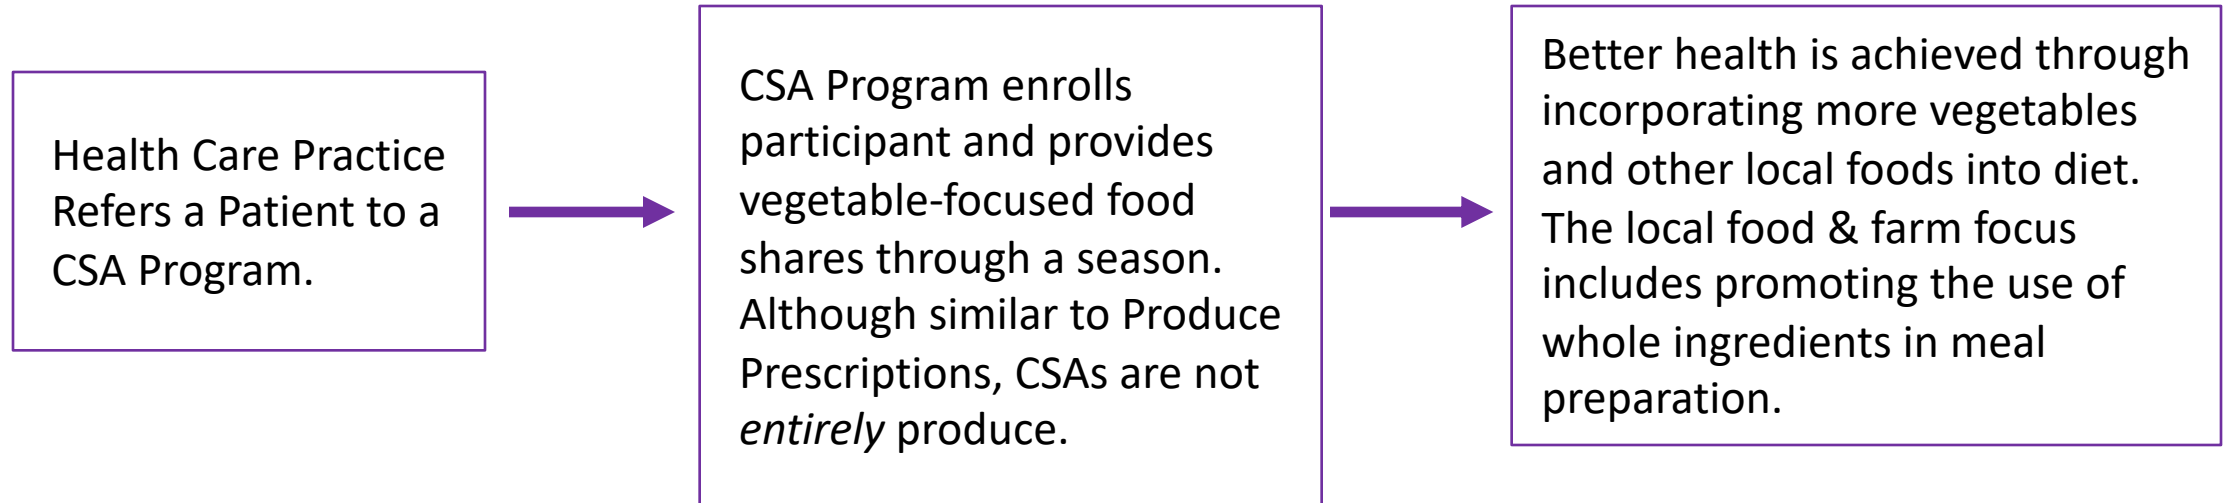 Health Care Practice
Refers a Patient to a
CSA Program.
CSA Program enrolls
participant and provides
vegetable-focused food
shares through a season.
Although similar to Produce
Prescriptions, CSAs are not
entirely produce.
Better health is achieved through
incorporating more vegetables
and other local foods into diet.
The local food & farm focus
includes promoting the use of
whole ingredients in meal
preparation.